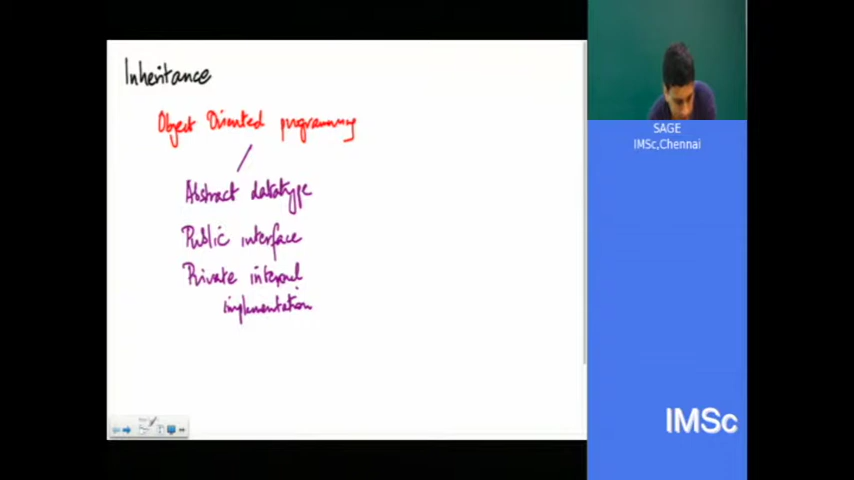 Inheritance
Object Oriented programming
Abstract datatype
Public interface
Private internal
implementation
SAGE
IMSc,Chennai
IMSc